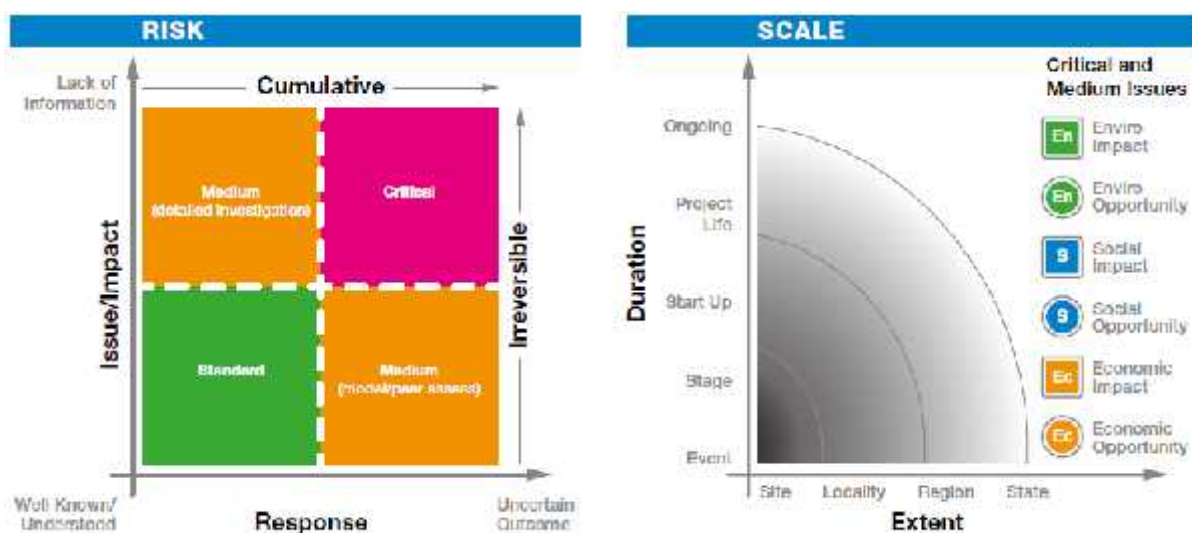 RISK
Lack of
Information
Cumulative
Medium
(detailed investigation)
Critical
Issue/Impact
Irreversible
Standard
Medium
(model/peer assess)
Well Known/
Understood
Response
Uncertain
Outcome
SCALE
Critical and
Medium Issues
Ongoing
Project
Life
Duration
Start Up
Stage
Event
Site
Locality
Region
State
Extent
En
Enviro
Impact
En
Enviro
Opportunity
S
Social
Impact
S
Social
Opportunity
Ec
Economic
Impact
Ec
Economic
Opportunity